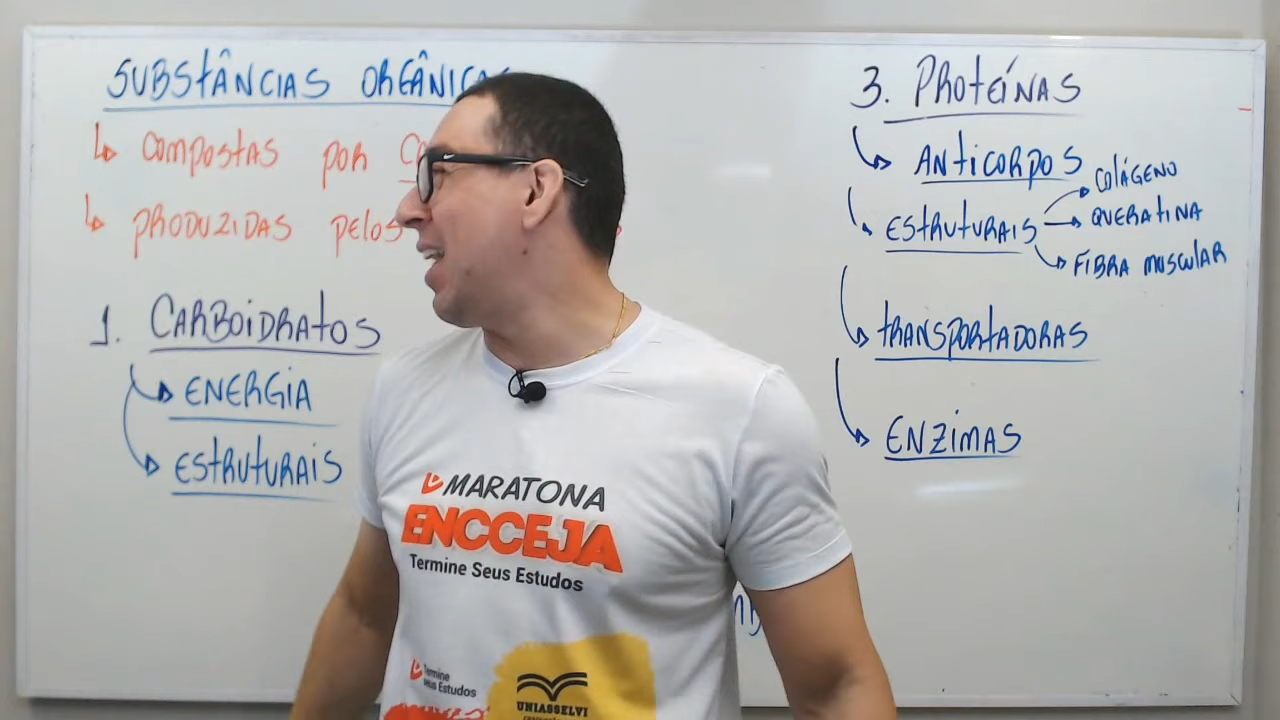 SUBSTÂNCIAS ORGÂNICAS
↳ COMPOSTAS POR
↳ PRODUZIDAS PELOS
1. CARBOIDRATOS
ENERGIA
ESTRUTURAIS
3. PROTEÍNAS
ANTICORPOS
ESTRUTURAIS
COLÁGENO
QUERATINA
FIBRA MUSCULAR
TRANSPORTADORAS
ENZIMAS
MARATONA
ENCCEJA
Termine Seus Estudos
Termine
seus Estudos
UNIASSELVI